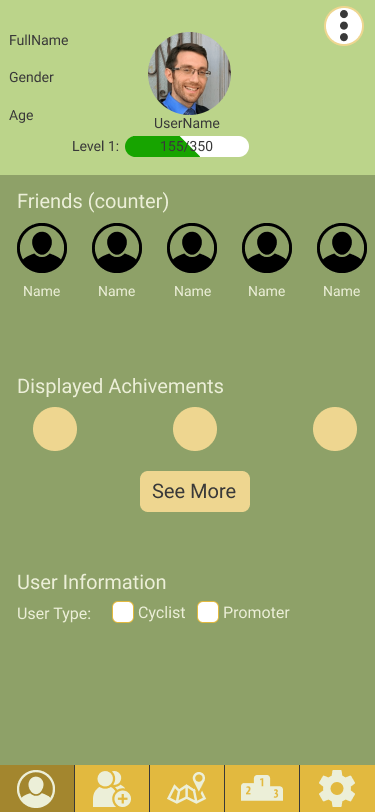 FullName
Gender
Age
UserName
Level 1: 155/350
Friends (counter)
Name Name Name Name Name
Displayed Achivements
See More
User Information
User Type: Cyclist Promoter
2 1 3